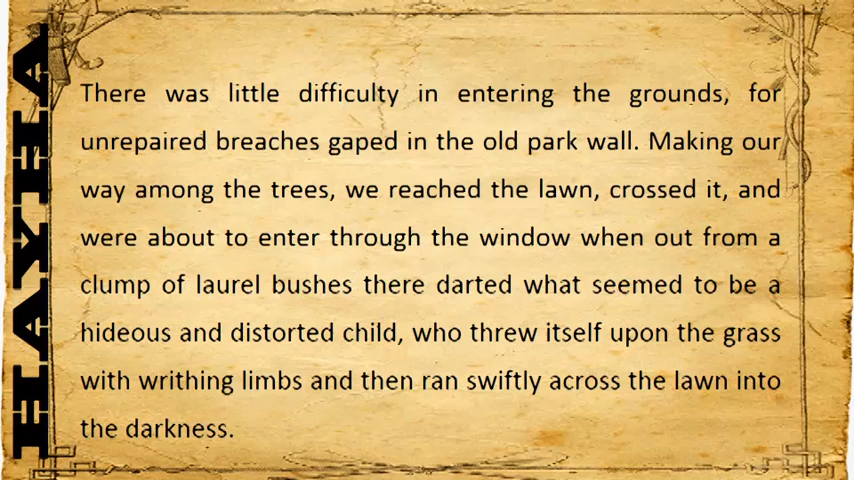 HAYHA
There was little difficulty in entering the grounds, for
unrepaired breaches gaped in the old park wall. Making our
way among the trees, we reached the lawn, crossed it, and
were about to enter through the window when out from a
clump of laurel bushes there darted what seemed to be a
hideous and distorted child, who threw itself upon the grass
with writhing limbs and then ran swiftly across the lawn into
the darkness.